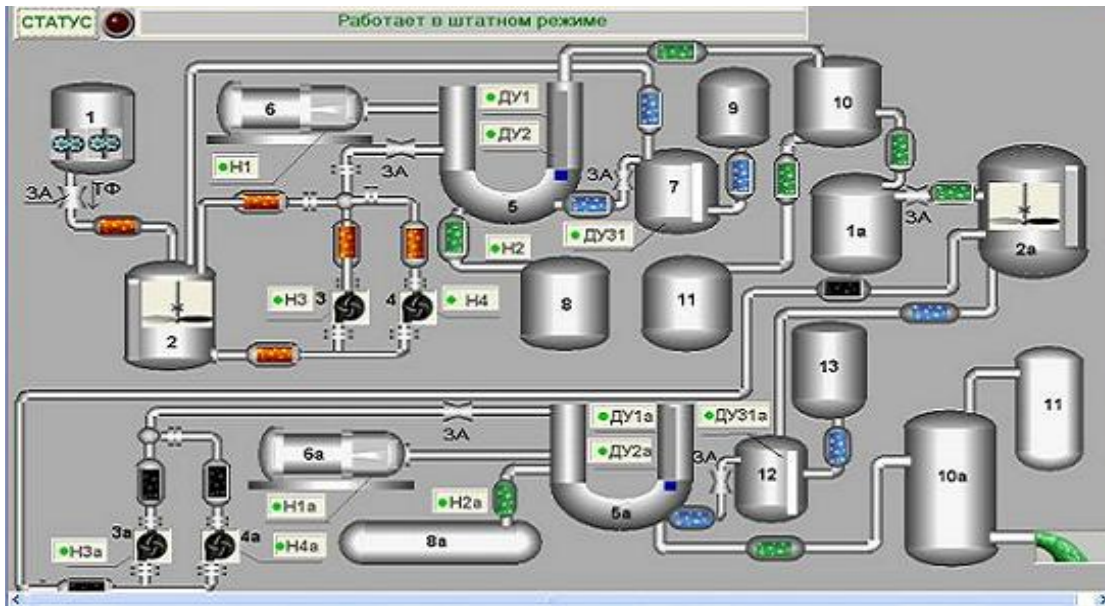 СТАТУС Работает в штатном режиме
1
6
ДУ1
ДУ2
9
10
Н1
ЗА
ЗА
ТФ
ЗА
7
5
ДУ31
1а
ЗА
2а
Н2
Н3
3
4
Н4
8
11
2
13
ДУ1а
ДУ31а
ЗА
11
6а
ДУ2а
ЗА
12
10а
Н1а
Н2а
5а
3а
4а
8а
Н3а
Н4а